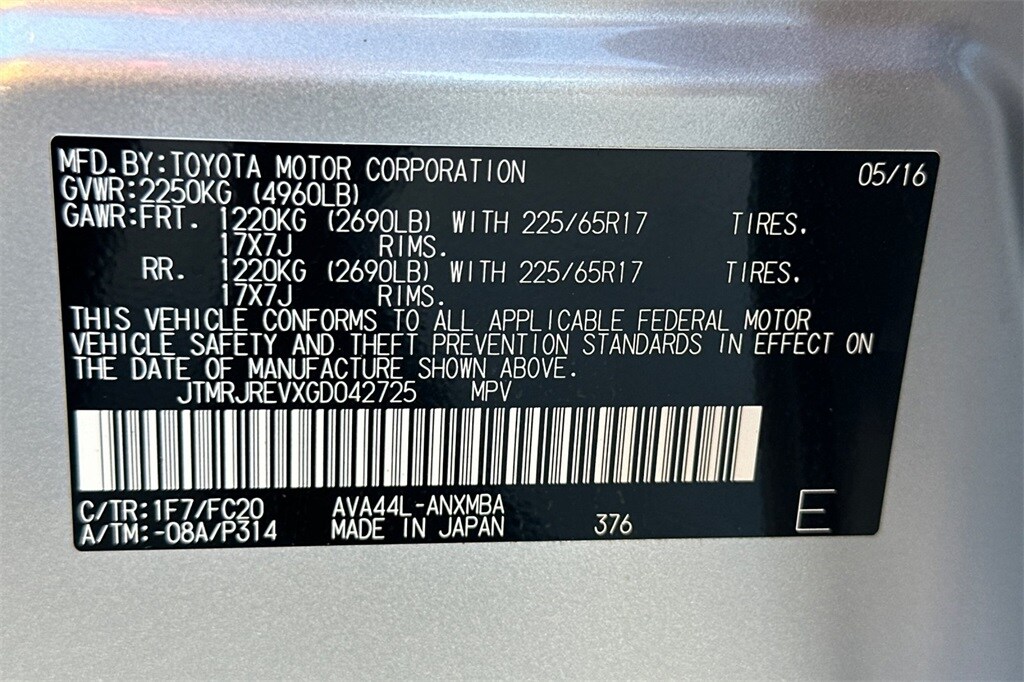 MFD.BY:TOYOTA MOTOR CORPORATION 05/16
GVWR:2250KG (4960LB)
GAWR:FRT. 1220KG (2690LB) WITH 225/65R17 TIRES.
17X7J RIMS.
RR. 1220KG (2690LB) WITH 225/65R17 TIRES.
17X7J RIMS.
THIS VEHICLE CONFORMS TO ALL APPLICABLE FEDERAL MOTOR
VEHICLE SAFETY AND THEFT PREVENTION STANDARDS IN EFFECT ON
THE DATE OF MANUFACTURE SHOWN ABOVE.
JTMRJREVXGD042725 MPV
C/TR:1F7/FC20 AVA44L-ANXMBA
A/TM:-08A/P314 MADE IN JAPAN 376 E